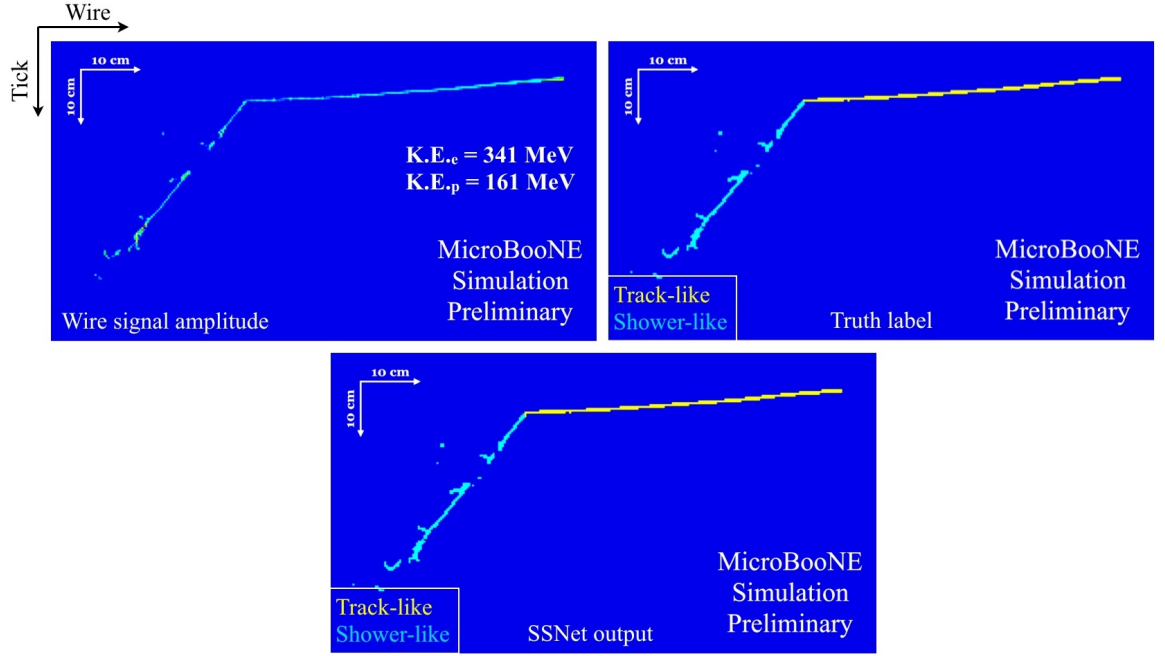 Wire
Tick
10 cm
10 cm
K.E.e = 341 MeV
K.E.p = 161 MeV
MicroBooNE
Simulation
Preliminary
Wire signal amplitude
10 cm
10 cm
MicroBooNE
Simulation
Preliminary
Track-like
Shower-like
Truth label
10 cm
10 cm
MicroBooNE
Simulation
Preliminary
Track-like
Shower-like
SSNet output